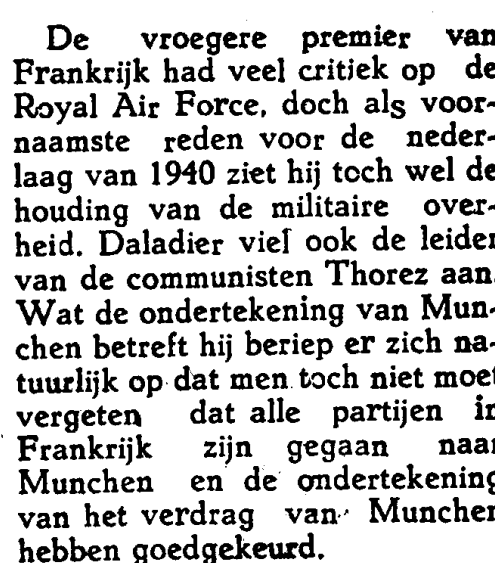 De vroegere premier van
Frankrijk had veel critiek op de
Royal Air Force, doch als voor-
naamste reden voor de neder-
laag van 1940 ziet hij toch wel de
houding van de militaire over-
heid. Daladier viel ook de leider
van de communisten Thorez aan.
Wat de ondertekening van Mun-
chen betreft hij beriep er zich na-
tuurlijk op dat men toch niet moet
vergeten dat alle partijen in
Frankrijk zijn gegaan naar
Munchen en de ondertekening
van het verdrag van Munchen
hebben goedgekeurd.